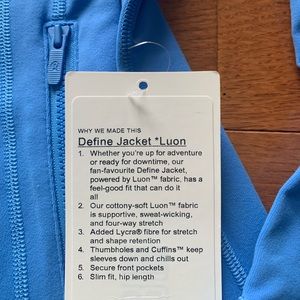 WHY WE MADE THIS
Define Jacket *Luon
1. Whether you're up for adventure
or ready for downtime, our
fan-favourite Define Jacket,
powered by Luon™ fabric, has a
feel-good fit that can do it
all
2. Our cottony-soft Luon™ fabric
is supportive, sweat-wicking,
and four-way stretch
3. Added Lycra® fibre for stretch
and shape retention
4. Thumbholes and Cuffins™ keep
sleeves down and chills out
5. Secure front pockets
6. Slim fit, hip length